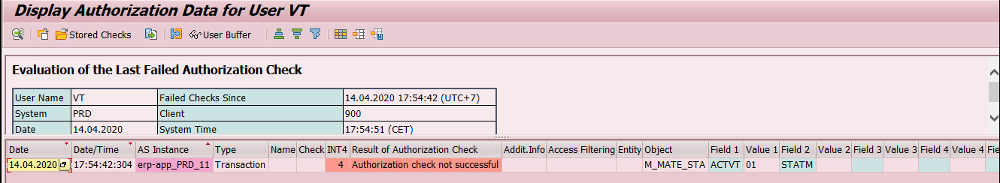 Display Authorization Data for User VT
Stored Checks User Buffer
Evaluation of the Last Failed Authorization Check
User Name VT Failed Checks Since 14.04.2020 17:54:42 (UTC+7)
System PRD Client 900
Date 14.04.2020 System Time 17:54:51 (CET)
Date Date/Time AS Instance Type Name Check INT4 Result of Authorization Check Addit.Info Access Filtering Entity Object Field 1 Value 1 Field 2 Value 2 Field 3 Value 3 Field 4 Value 4 Fie
14.04.2020 17:54:42:304 erp-app_PRD_11 Transaction 4 Authorization check not successful M_MATE_STA ACTVT 01 STATM